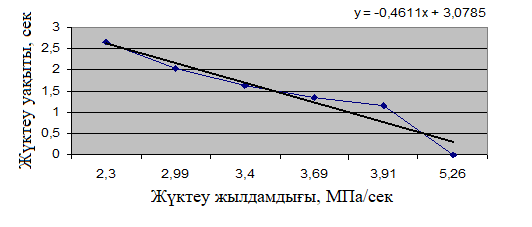 y = -0,4611x + 3,0785
Жүктеу уақыты, сек
3
2,5
2
1,5
1
0,5
0
2,3 2,99 3,4 3,69 3,91 5,26
Жүктеу жылдамдығы, МПа/сек